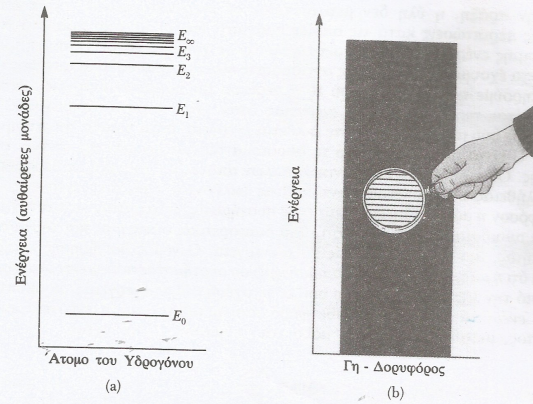 Ενέργεια (αυθαίρετες μονάδες)
E∞
E3
E2
E1
E0
Άτομο του Υδρογόνου
(a)
Ενέργεια
Γη - Δορυφόρος
(b)